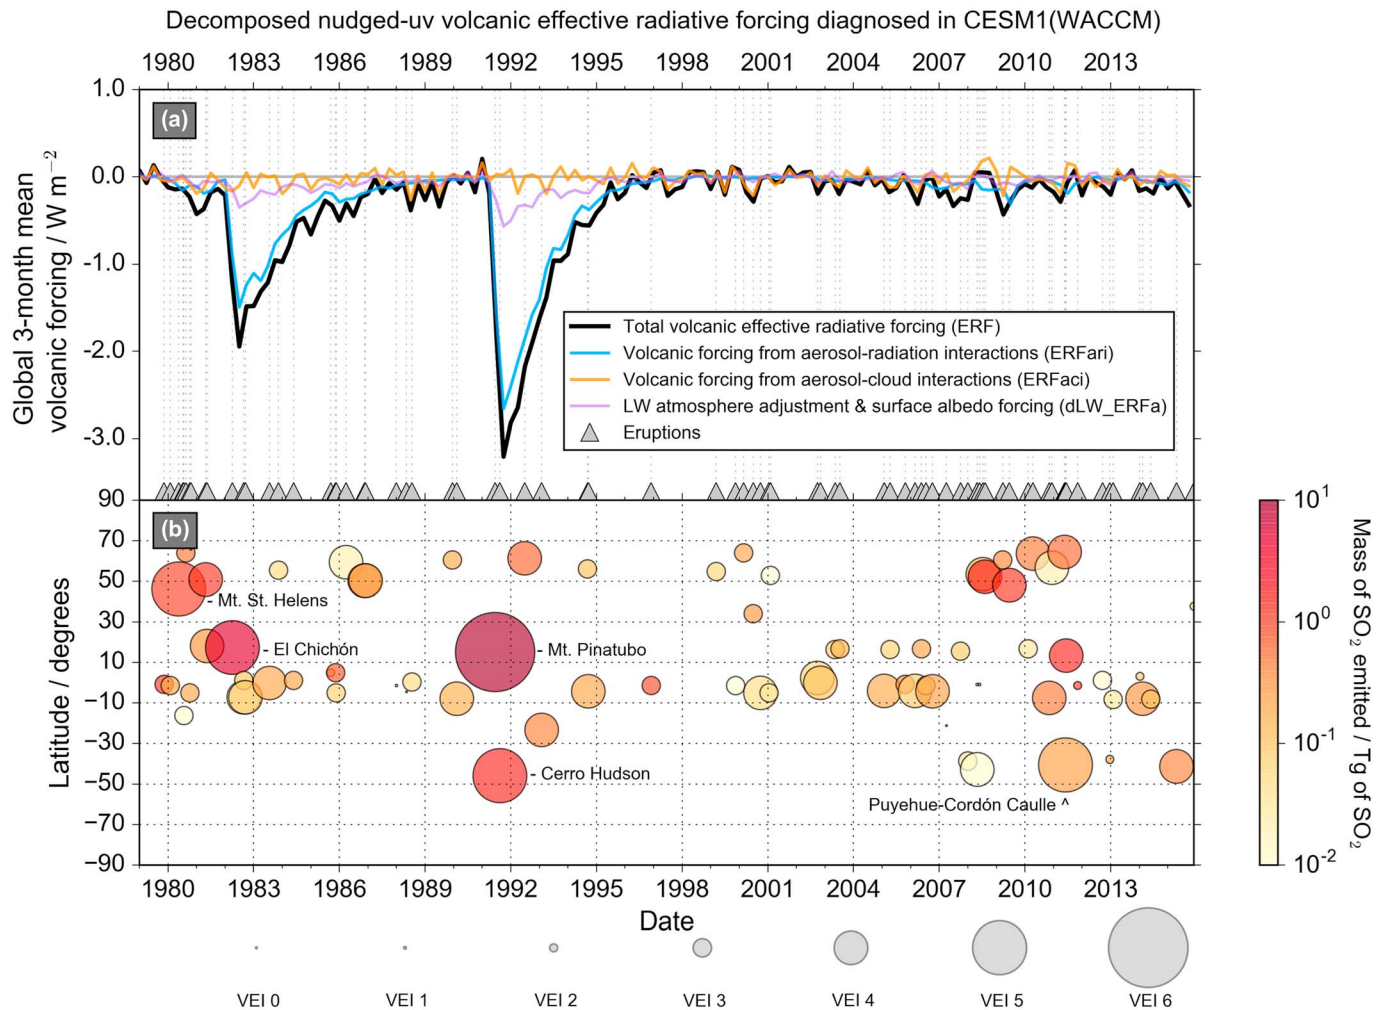 Decomposed nudged-uv volcanic effective radiative forcing diagnosed in CESM1(WACCM)
1980 1983 1986 1989 1992 1995 1998 2001 2004 2007 2010 2013
(a)
Global 3-month mean
volcanic forcing / W m⁻²
1.0
0.0
-1.0
-2.0
-3.0
Total volcanic effective radiative forcing (ERF)
Volcanic forcing from aerosol-radiation interactions (ERFari)
Volcanic forcing from aerosol-cloud interactions (ERFaci)
LW atmosphere adjustment & surface albedo forcing (dLW_ERFa)
Eruptions
(b)
Latitude / degrees
90
70
50
30
10
−10
−30
−50
−70
−90
- Mt. St. Helens
- El Chichón
- Mt. Pinatubo
- Cerro Hudson
Puyehue-Cordón Caulle ^
1980 1983 1986 1989 1992 1995 1998 2001 2004 2007 2010 2013
Date
10¹
10⁰
10⁻¹
10⁻²
Mass of SO₂ emitted / Tg of SO₂
VEI 0 VEI 1 VEI 2 VEI 3 VEI 4 VEI 5 VEI 6